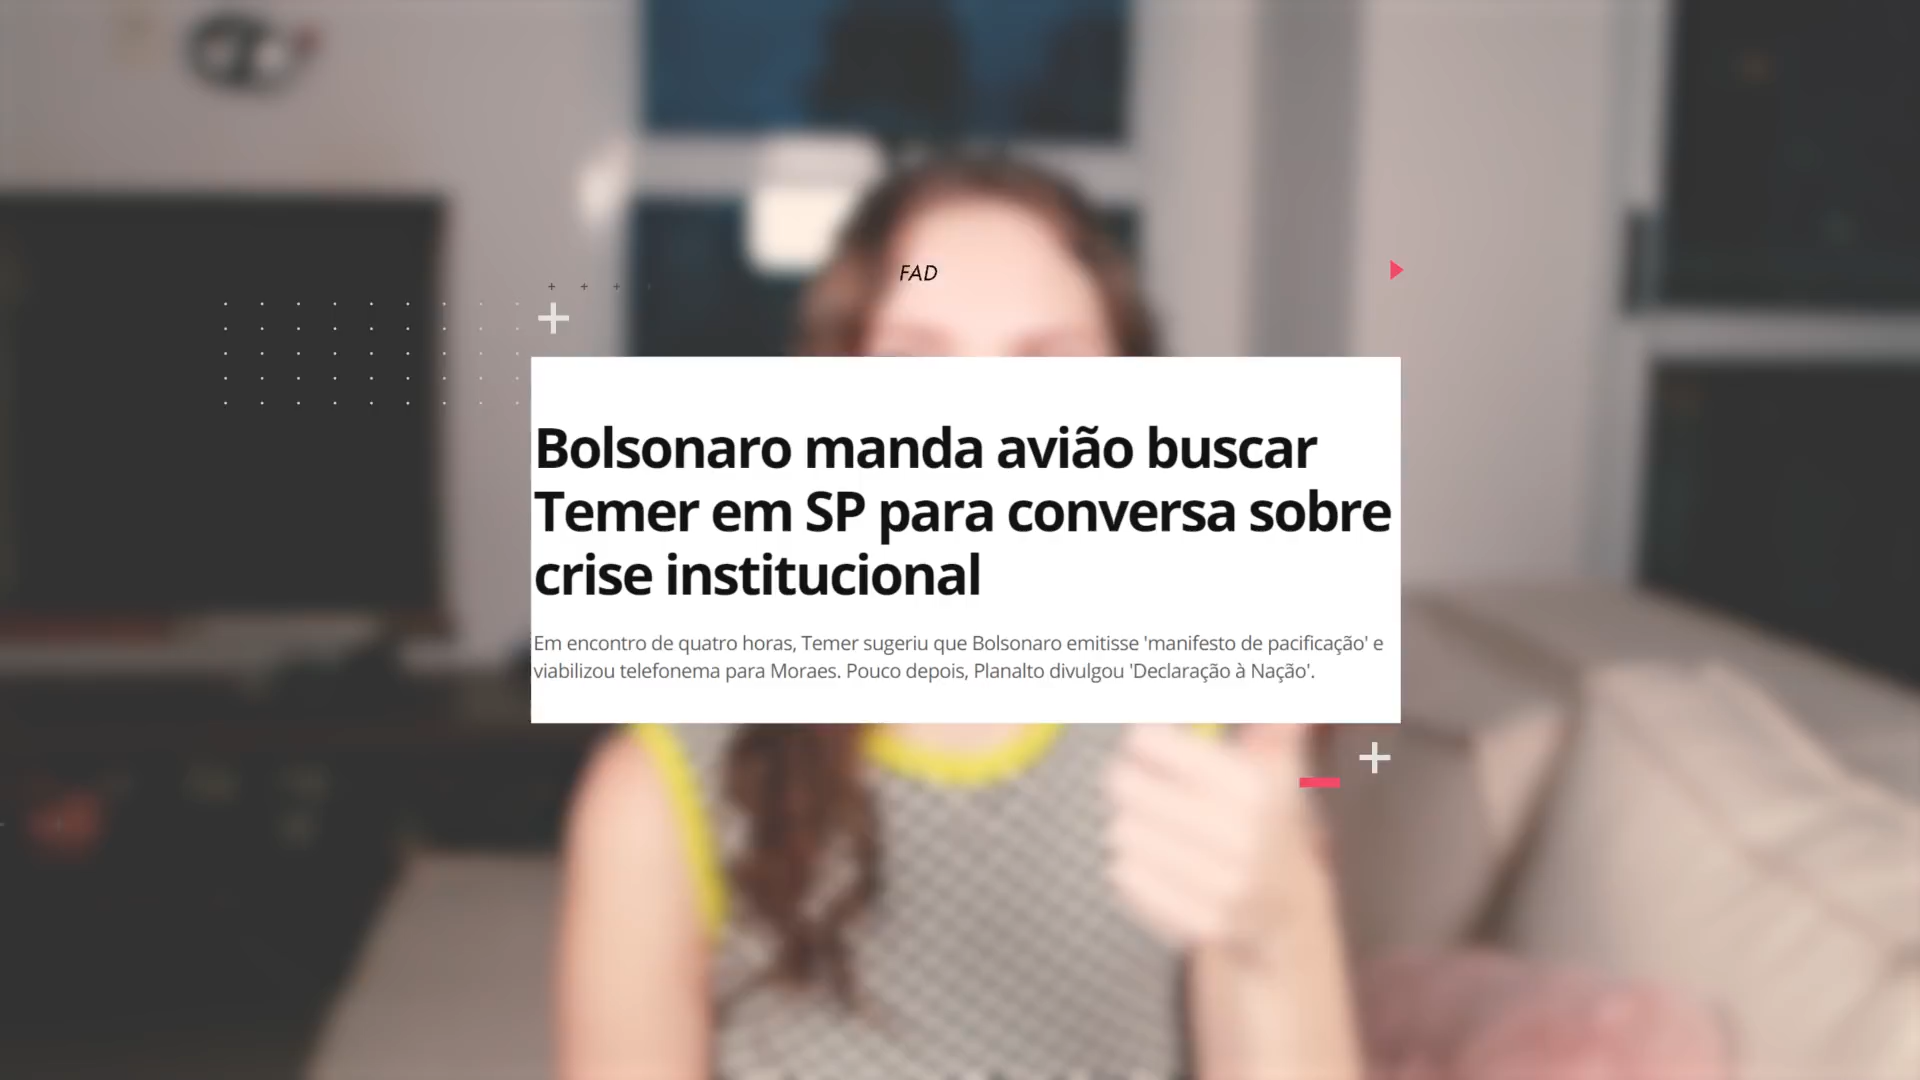 FAD
Bolsonaro manda avião buscar
Temer em SP para conversa sobre
crise institucional
Em encontro de quatro horas, Temer sugeriu que Bolsonaro emitisse 'manifesto de pacificação' e
viabilizou telefonema para Moraes. Pouco depois, Planalto divulgou 'Declaração à Nação'.